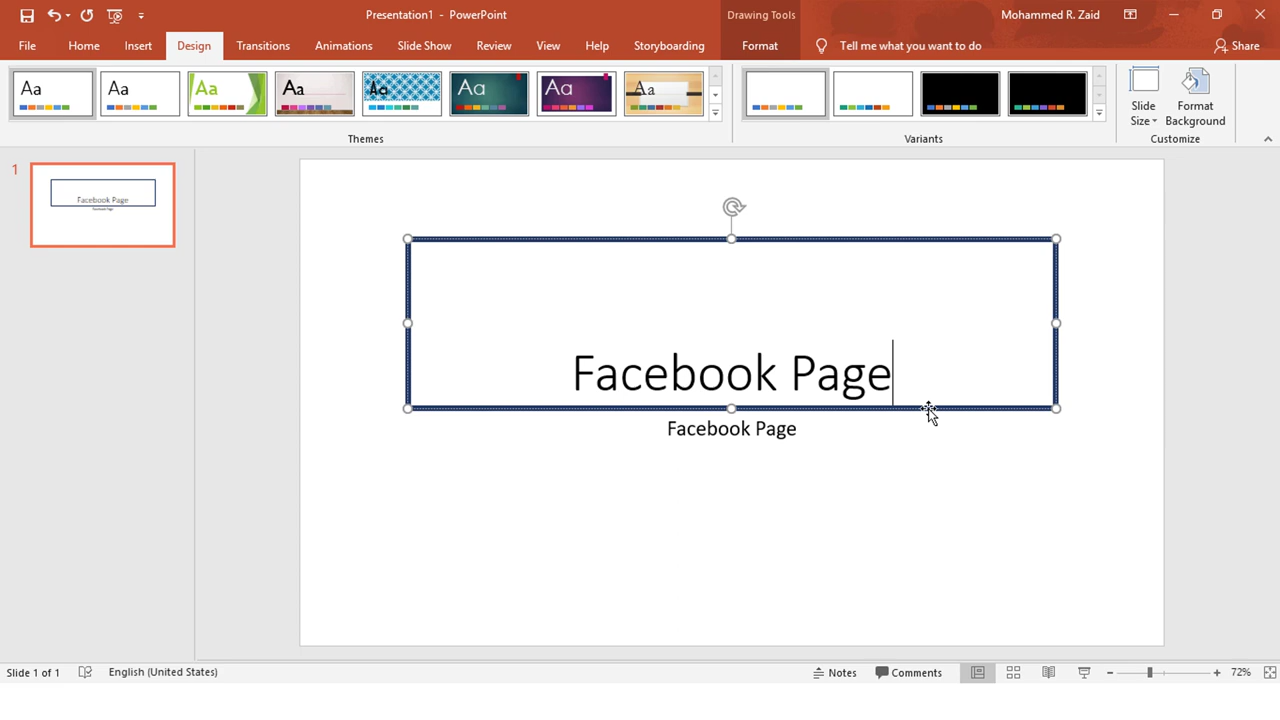 Presentation1 - PowerPoint
Drawing Tools
Mohammed R. Zaid
File Home Insert Design Transitions Animations Slide Show Review View Help Storyboarding Format Tell me what you want to do Share
Aa Aa Aa Aa Aa Aa Aa Aa
Slide Size
Format Background
Themes
Variants
Customize
1
Facebook Page
Facebook Page
Facebook Page
Facebook Page
Slide 1 of 1 English (United States) Notes Comments 72%